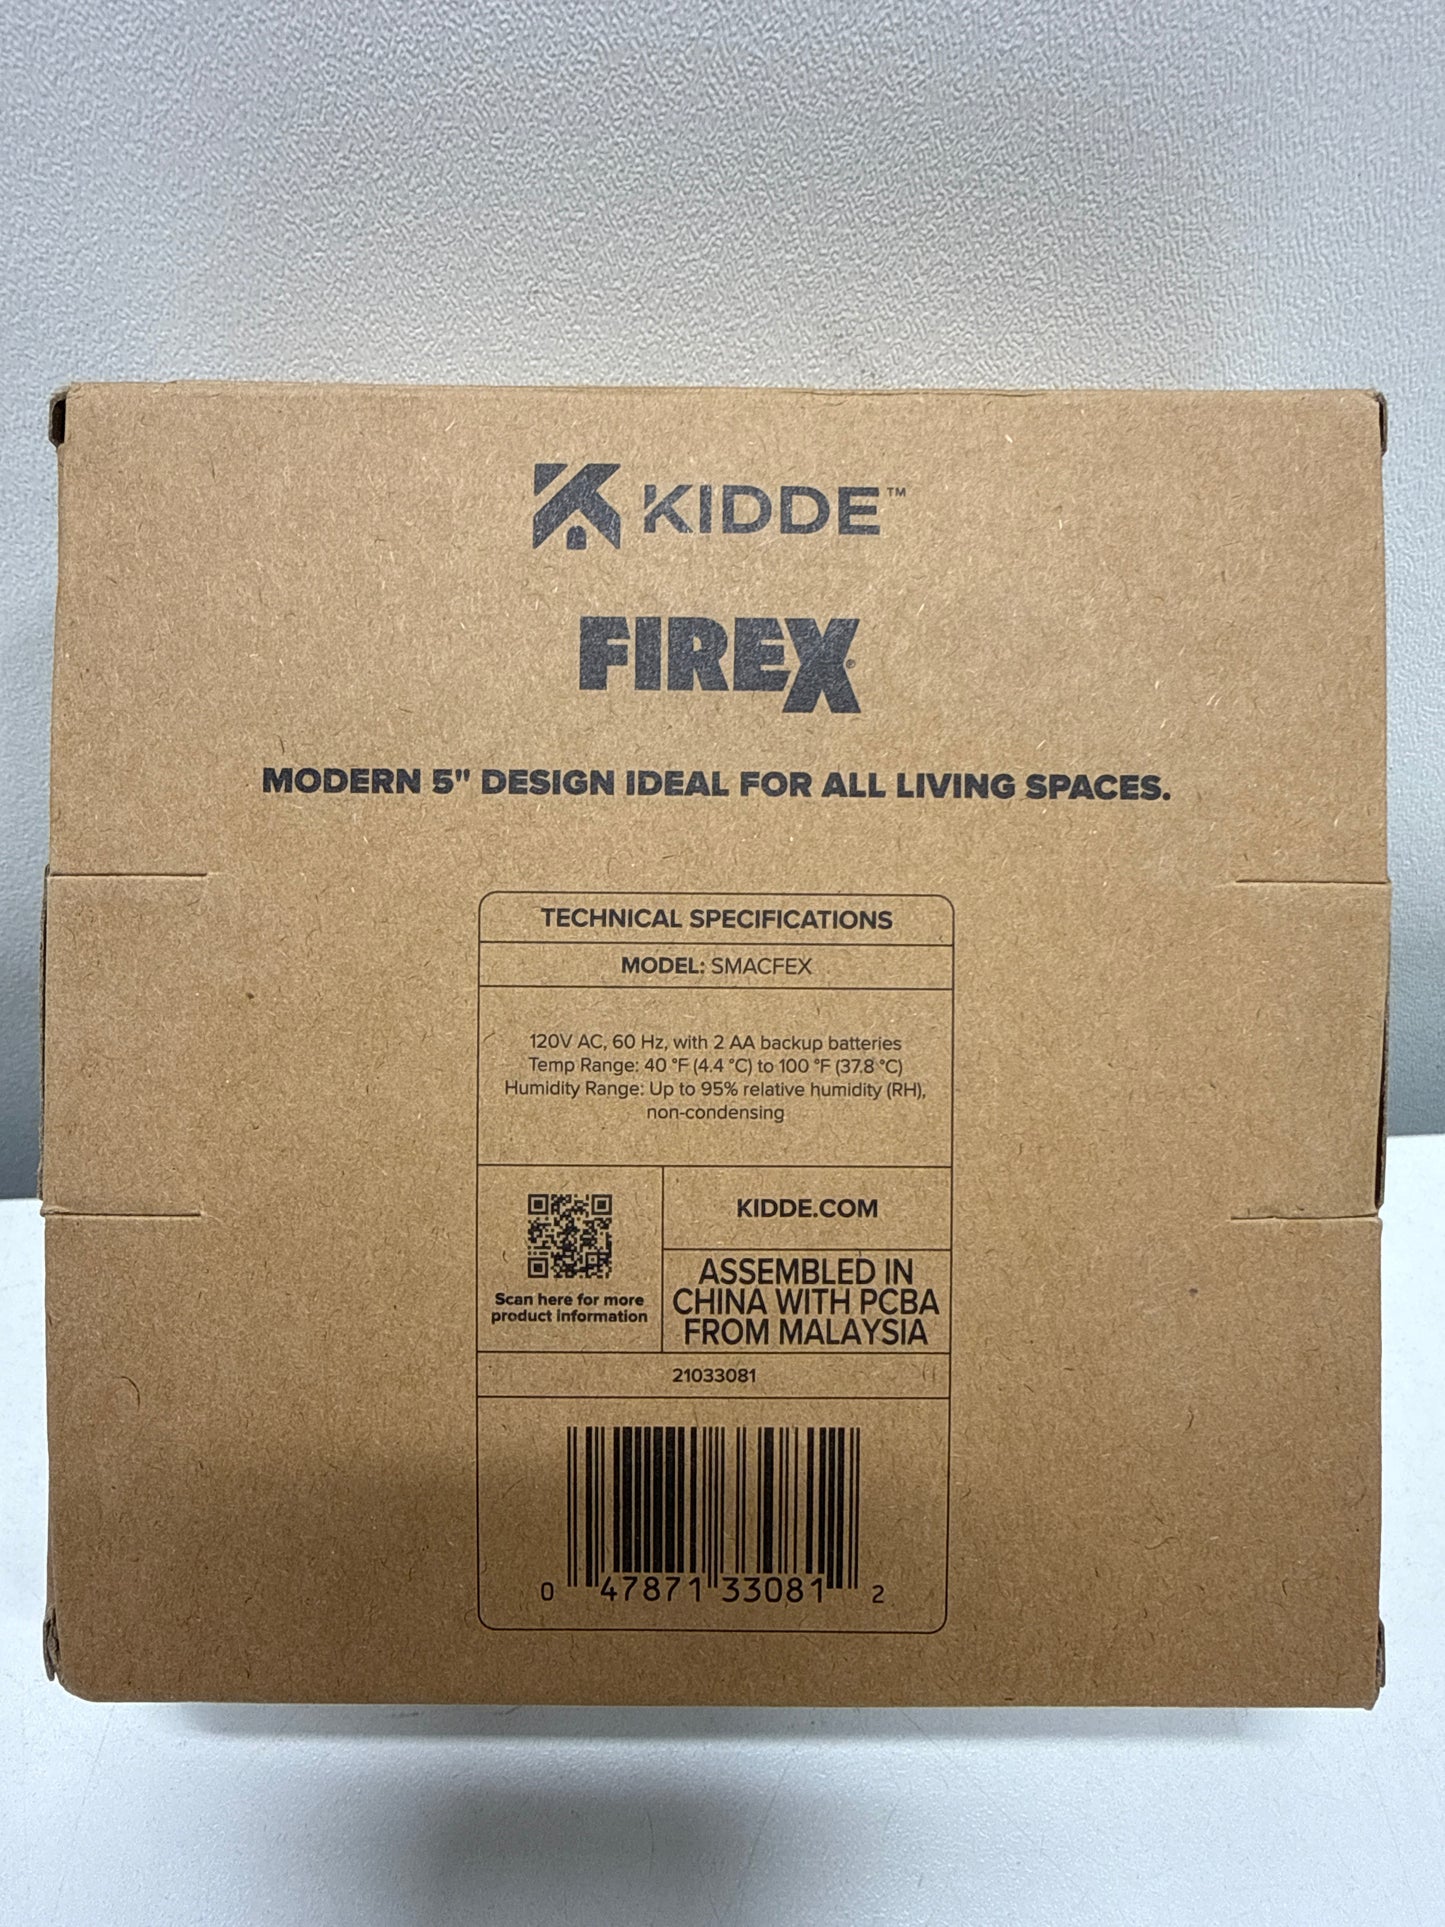 KIDDE™
FIREX®
MODERN 5" DESIGN IDEAL FOR ALL LIVING SPACES.
TECHNICAL SPECIFICATIONS
MODEL: SMACFEX
120V AC, 60 Hz, with 2 AA backup batteries
Temp Range: 40 °F (4.4 °C) to 100 °F (37.8 °C)
Humidity Range: Up to 95% relative humidity (RH),
non-condensing
Scan here for more
product information
KIDDE.COM
ASSEMBLED IN
CHINA WITH PCBA
FROM MALAYSIA
21033081
0 47871 33081 2